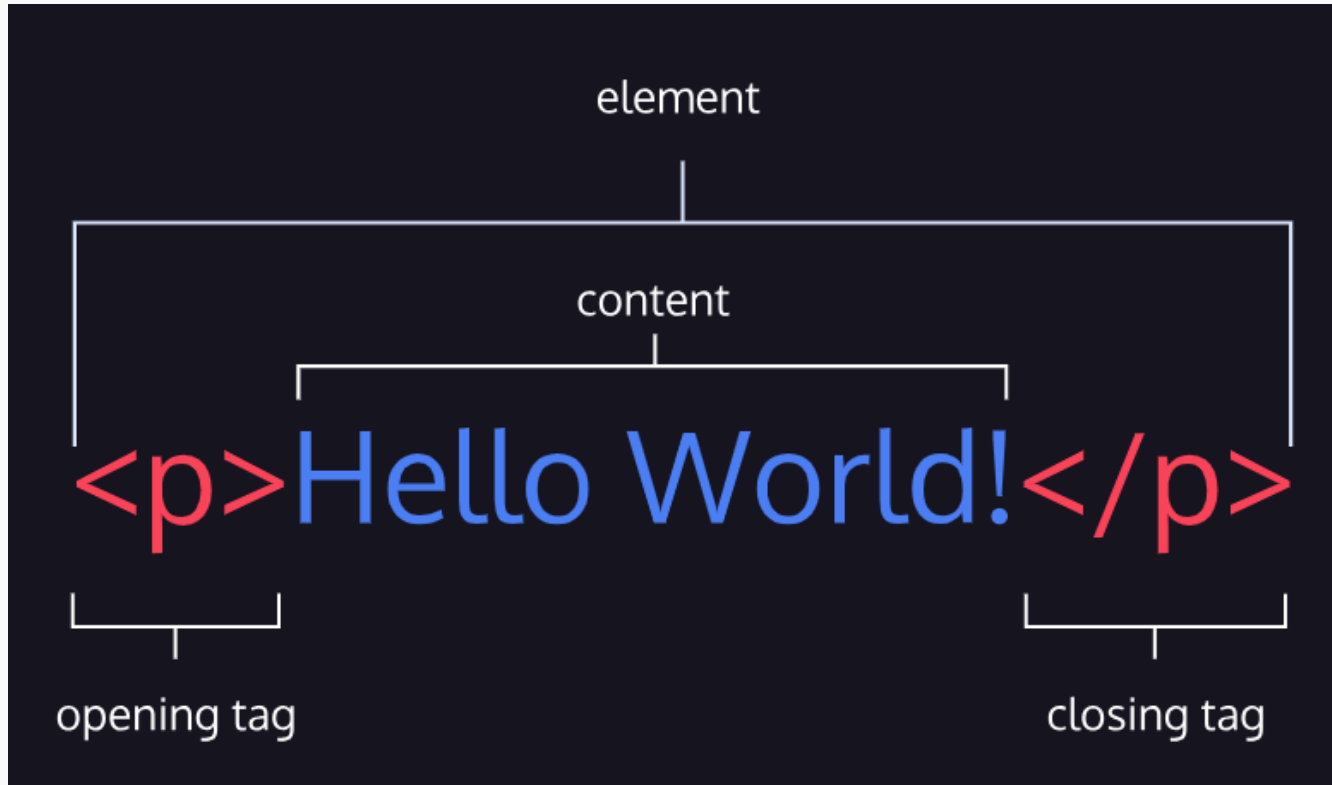 element
content
<p>Hello World!</p>
opening tag
closing tag